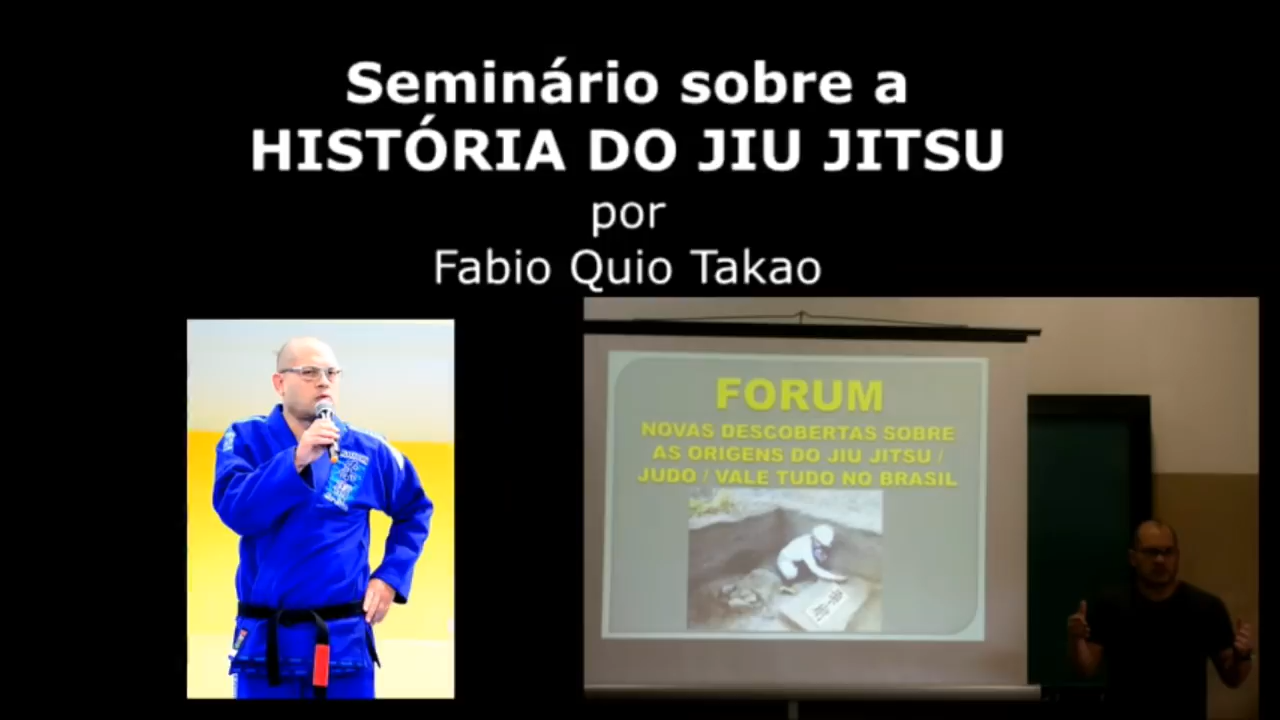 Seminário sobre a
HISTÓRIA DO JIU JITSU
por
Fabio Quio Takao
FORUM
NOVAS DESCOBERTAS SOBRE
AS ORIGENS DO JIU JITSU /
JUDO / VALE TUDO NO BRASIL